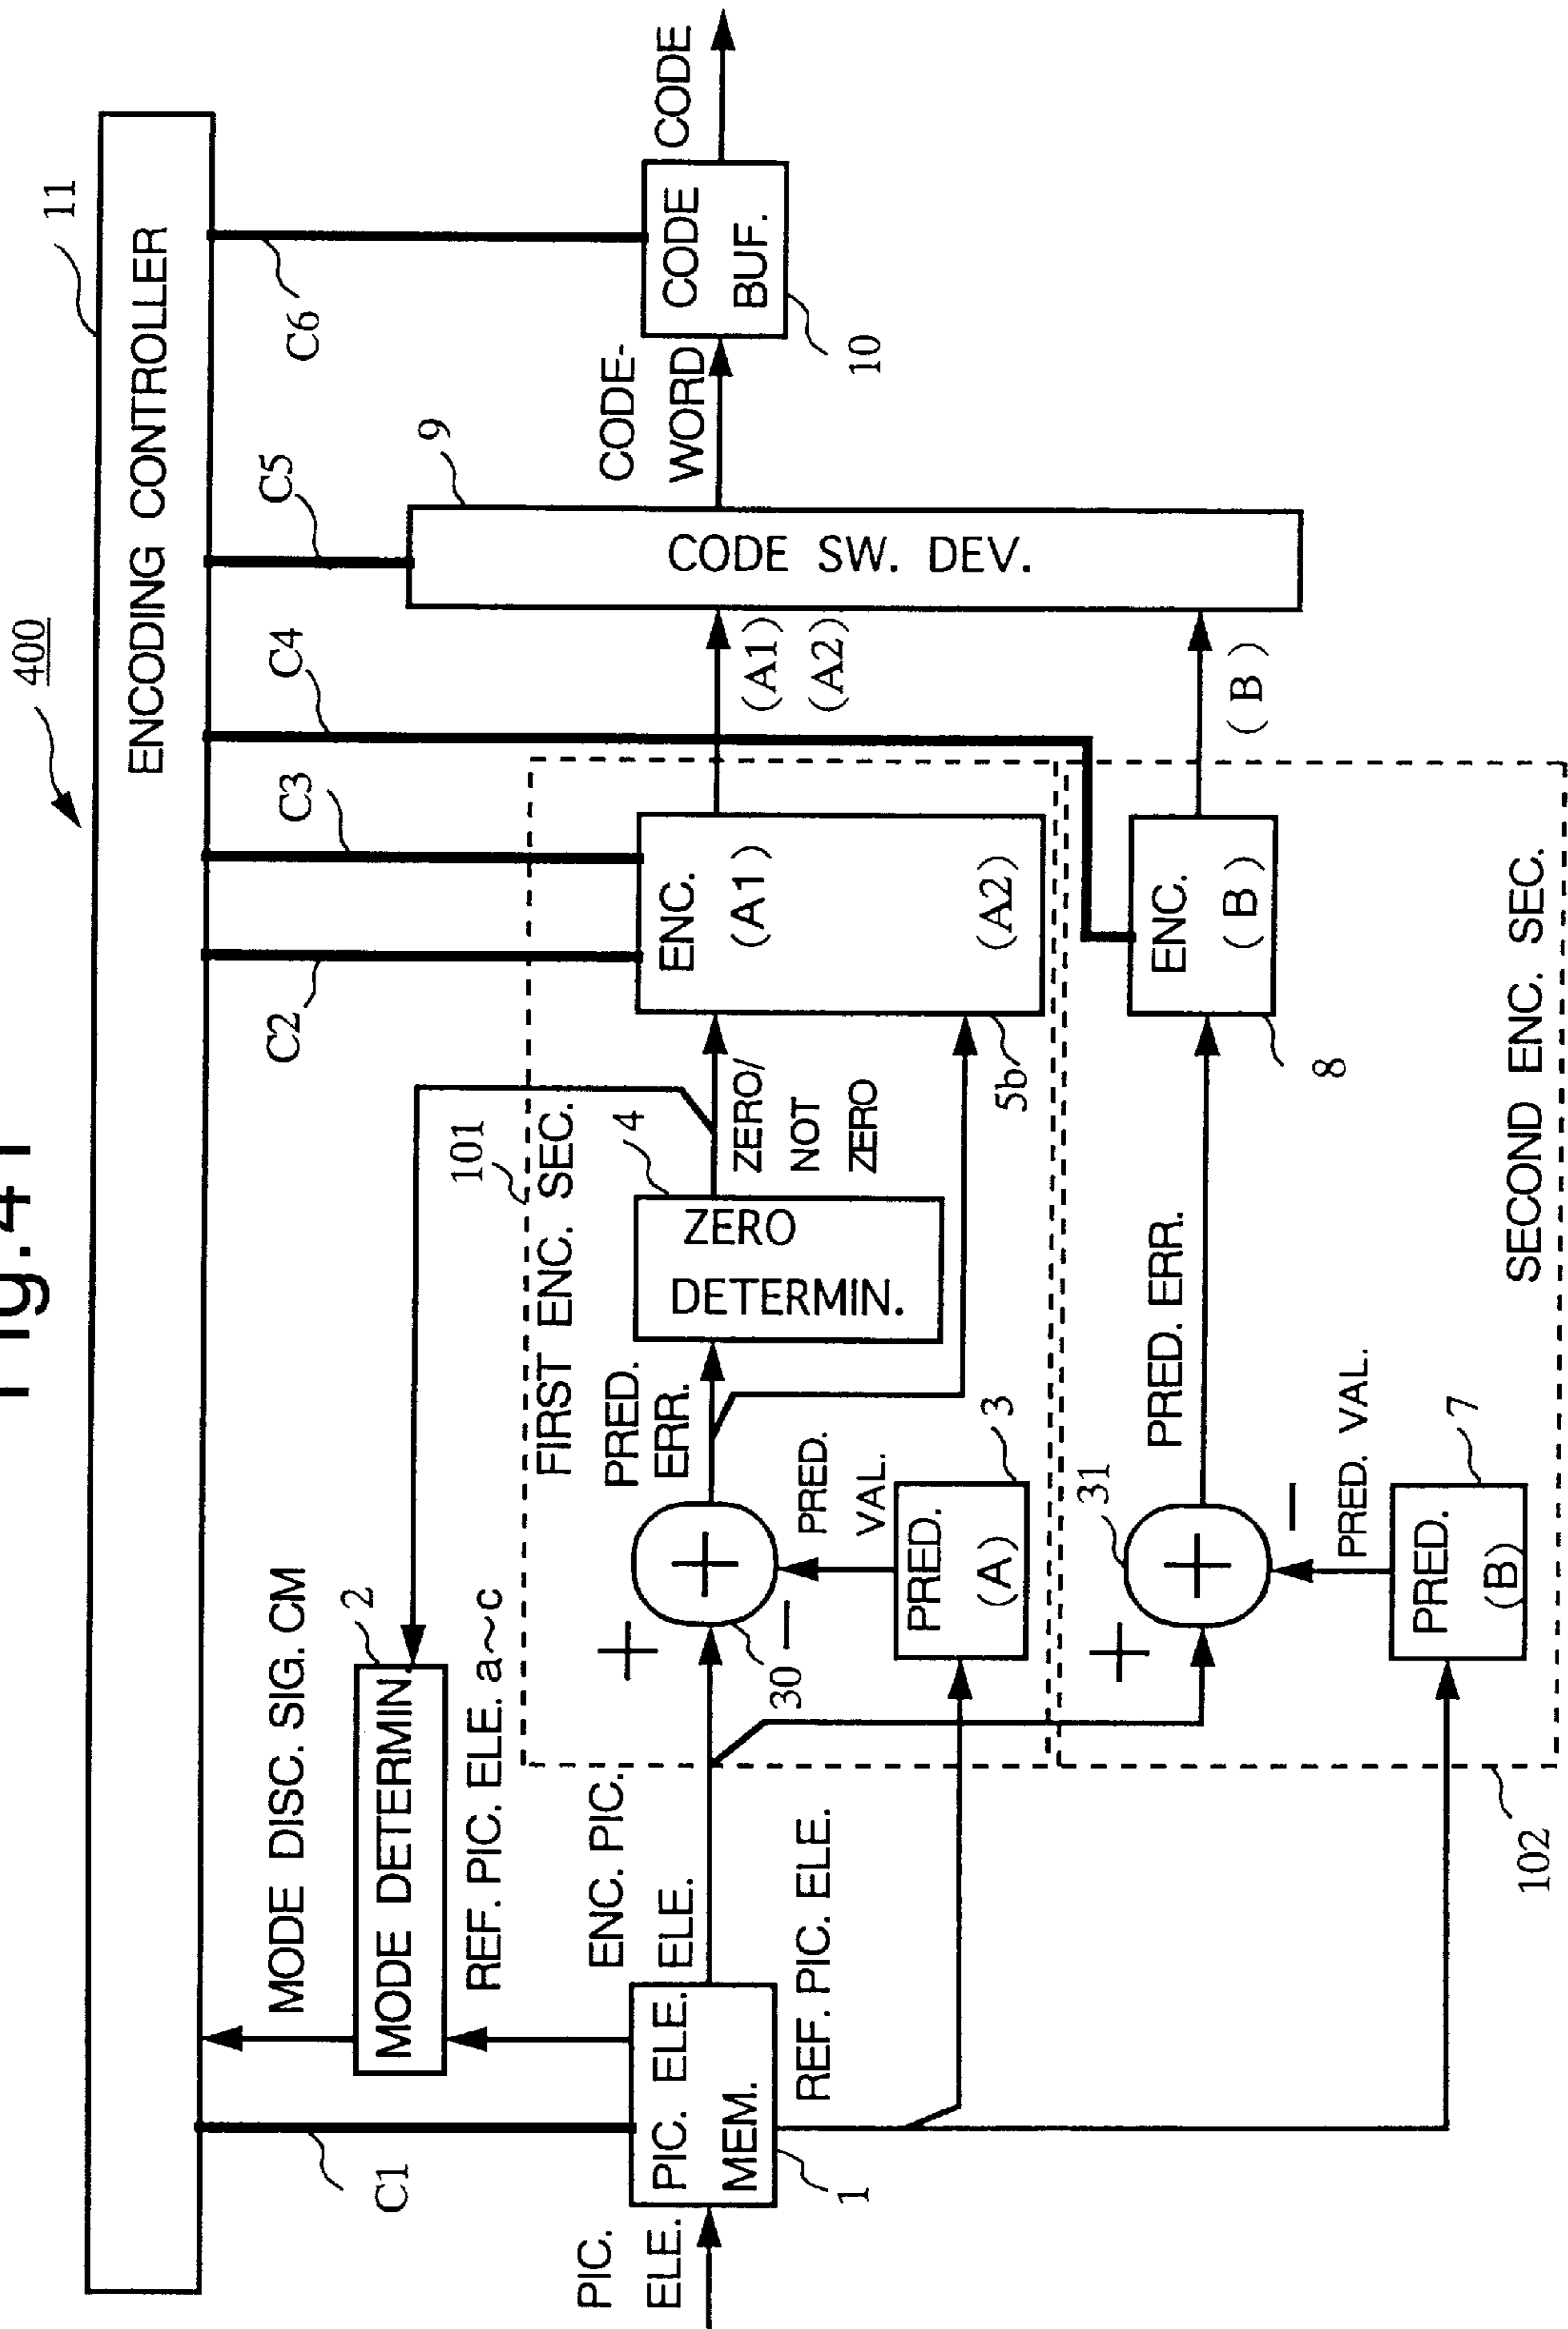 Fig.41
400
11
ENCODING CONTROLLER
C1
MODE DISC. SIG. CM
C2
C3
C4
C5
C6
2
MODE DETERMIN
REF. PIC. ELE. a~c
101
FIRST ENC. SEC.
PIC.
ELE.
PIC. ELE.
MEM.
1
ENC. PIC.
ELE.
REF. PIC. ELE.
+
+
30
−
PRED.
ERR.
PRED.
VAL.
PRED.
(A)
3
4
ZERO
DETERMIN.
ZERO/
NOT
ZERO
ENC.
(A1)
(A2)
5b
(A1)
(A2)
9
CODE SW. DEV.
CODE-
WORD
CODE
BUF.
10
CODE
102
+
+
31
−
PRED. VAL.
PRED.
(B)
7
PRED. ERR.
ENC.
(B)
8
(B)
SECOND ENC. SEC.